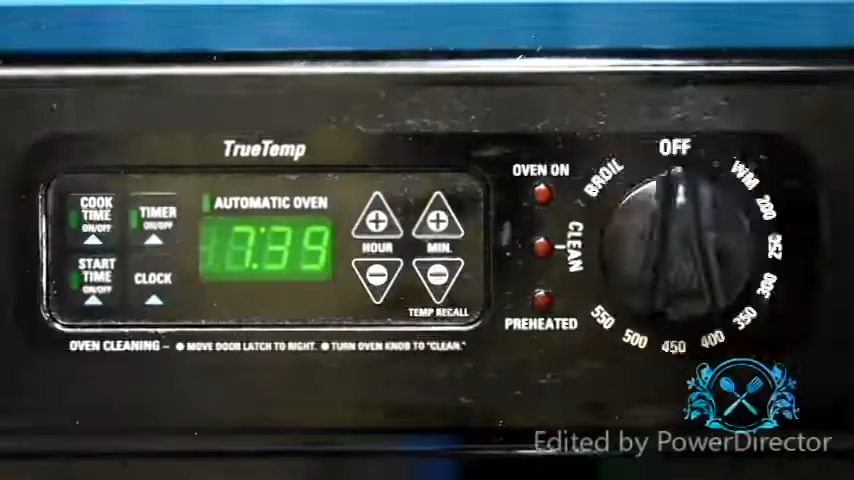 TrueTemp
COOK TIME ON/OFF
TIMER ON/OFF
AUTOMATIC OVEN
7:39
START TIME ON/OFF
CLOCK
HOUR
MIN.
TEMP RECALL
OVEN CLEANING – • MOVE DOOR LATCH TO RIGHT. • TURN OVEN KNOB TO "CLEAN."
OVEN ON
CLEAN
PREHEATED
OFF
WM
200
252
300
350
400
450
500
550
BROIL
Edited by PowerDirector